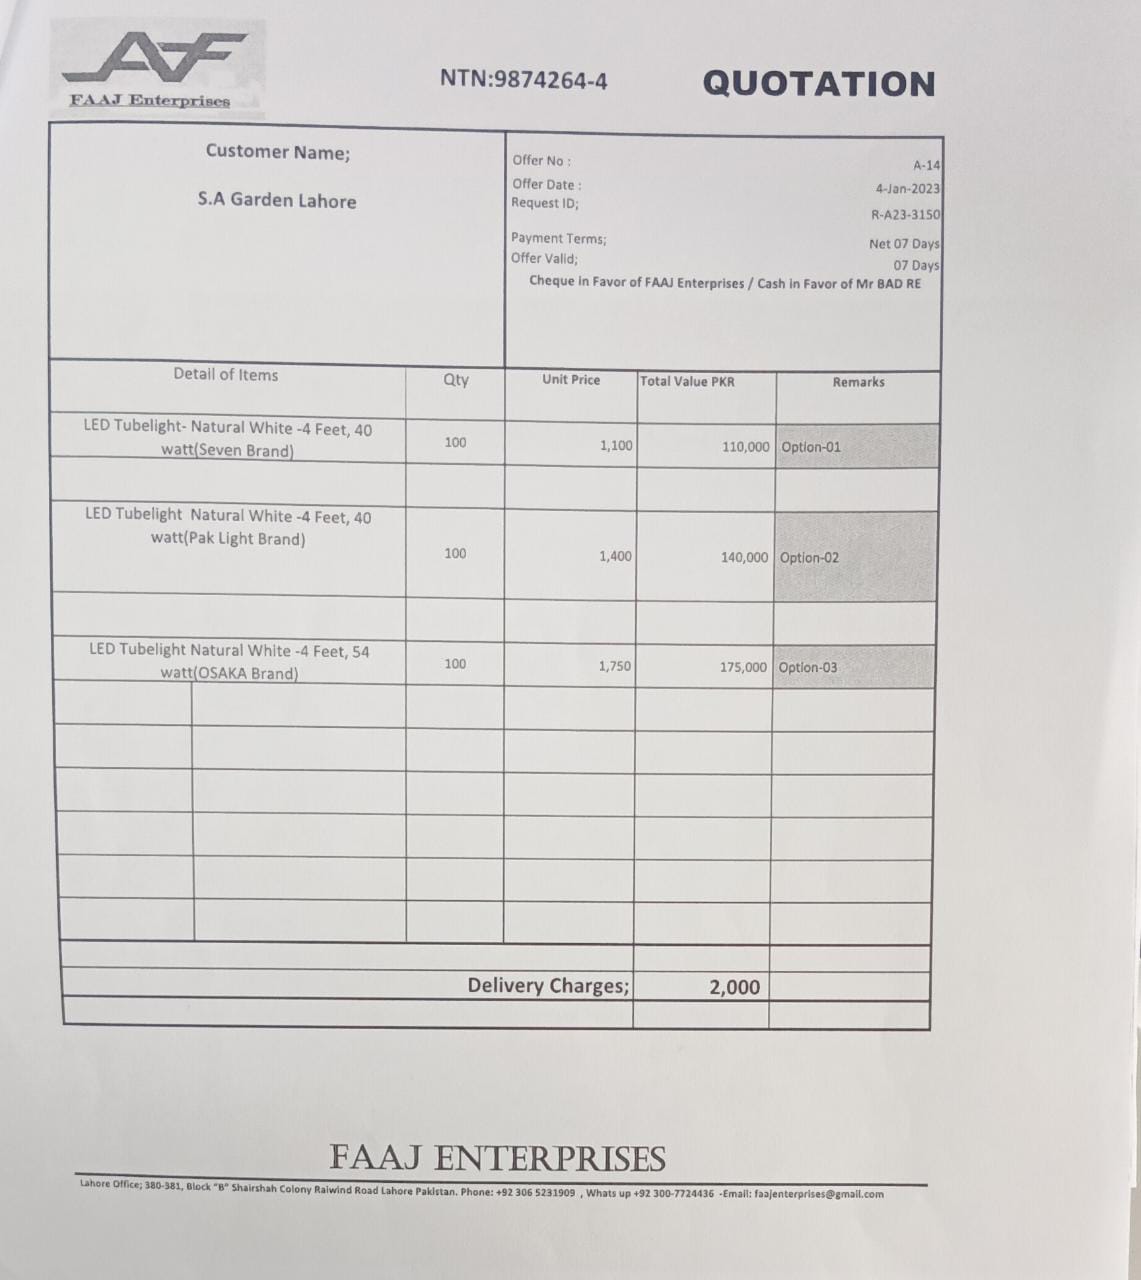 AF
FAAJ Enterprises
NTN:9874264-4
QUOTATION
Customer Name;
S.A Garden Lahore
Offer No : A-14
Offer Date : 4-Jan-2023
Request ID; R-A23-3150
Payment Terms; Net 07 Days
Offer Valid; 07 Days
Cheque in Favor of FAAJ Enterprises / Cash in Favor of Mr BAD RE
Detail of Items Qty Unit Price Total Value PKR Remarks
LED Tubelight- Natural White -4 Feet, 40
watt(Seven Brand) 100 1,100 110,000 Option-01
LED Tubelight Natural White -4 Feet, 40
watt(Pak Light Brand) 100 1,400 140,000 Option-02
LED Tubelight Natural White -4 Feet, 54
watt(OSAKA Brand) 100 1,750 175,000 Option-03
Delivery Charges; 2,000
FAAJ ENTERPRISES
Lahore Office; 380-381, Block "B" Shairshah Colony Raiwind Road Lahore Pakistan. Phone: +92 306 5231909 , Whats up +92 300-7724436 -Email: faajenterprises@gmail.com